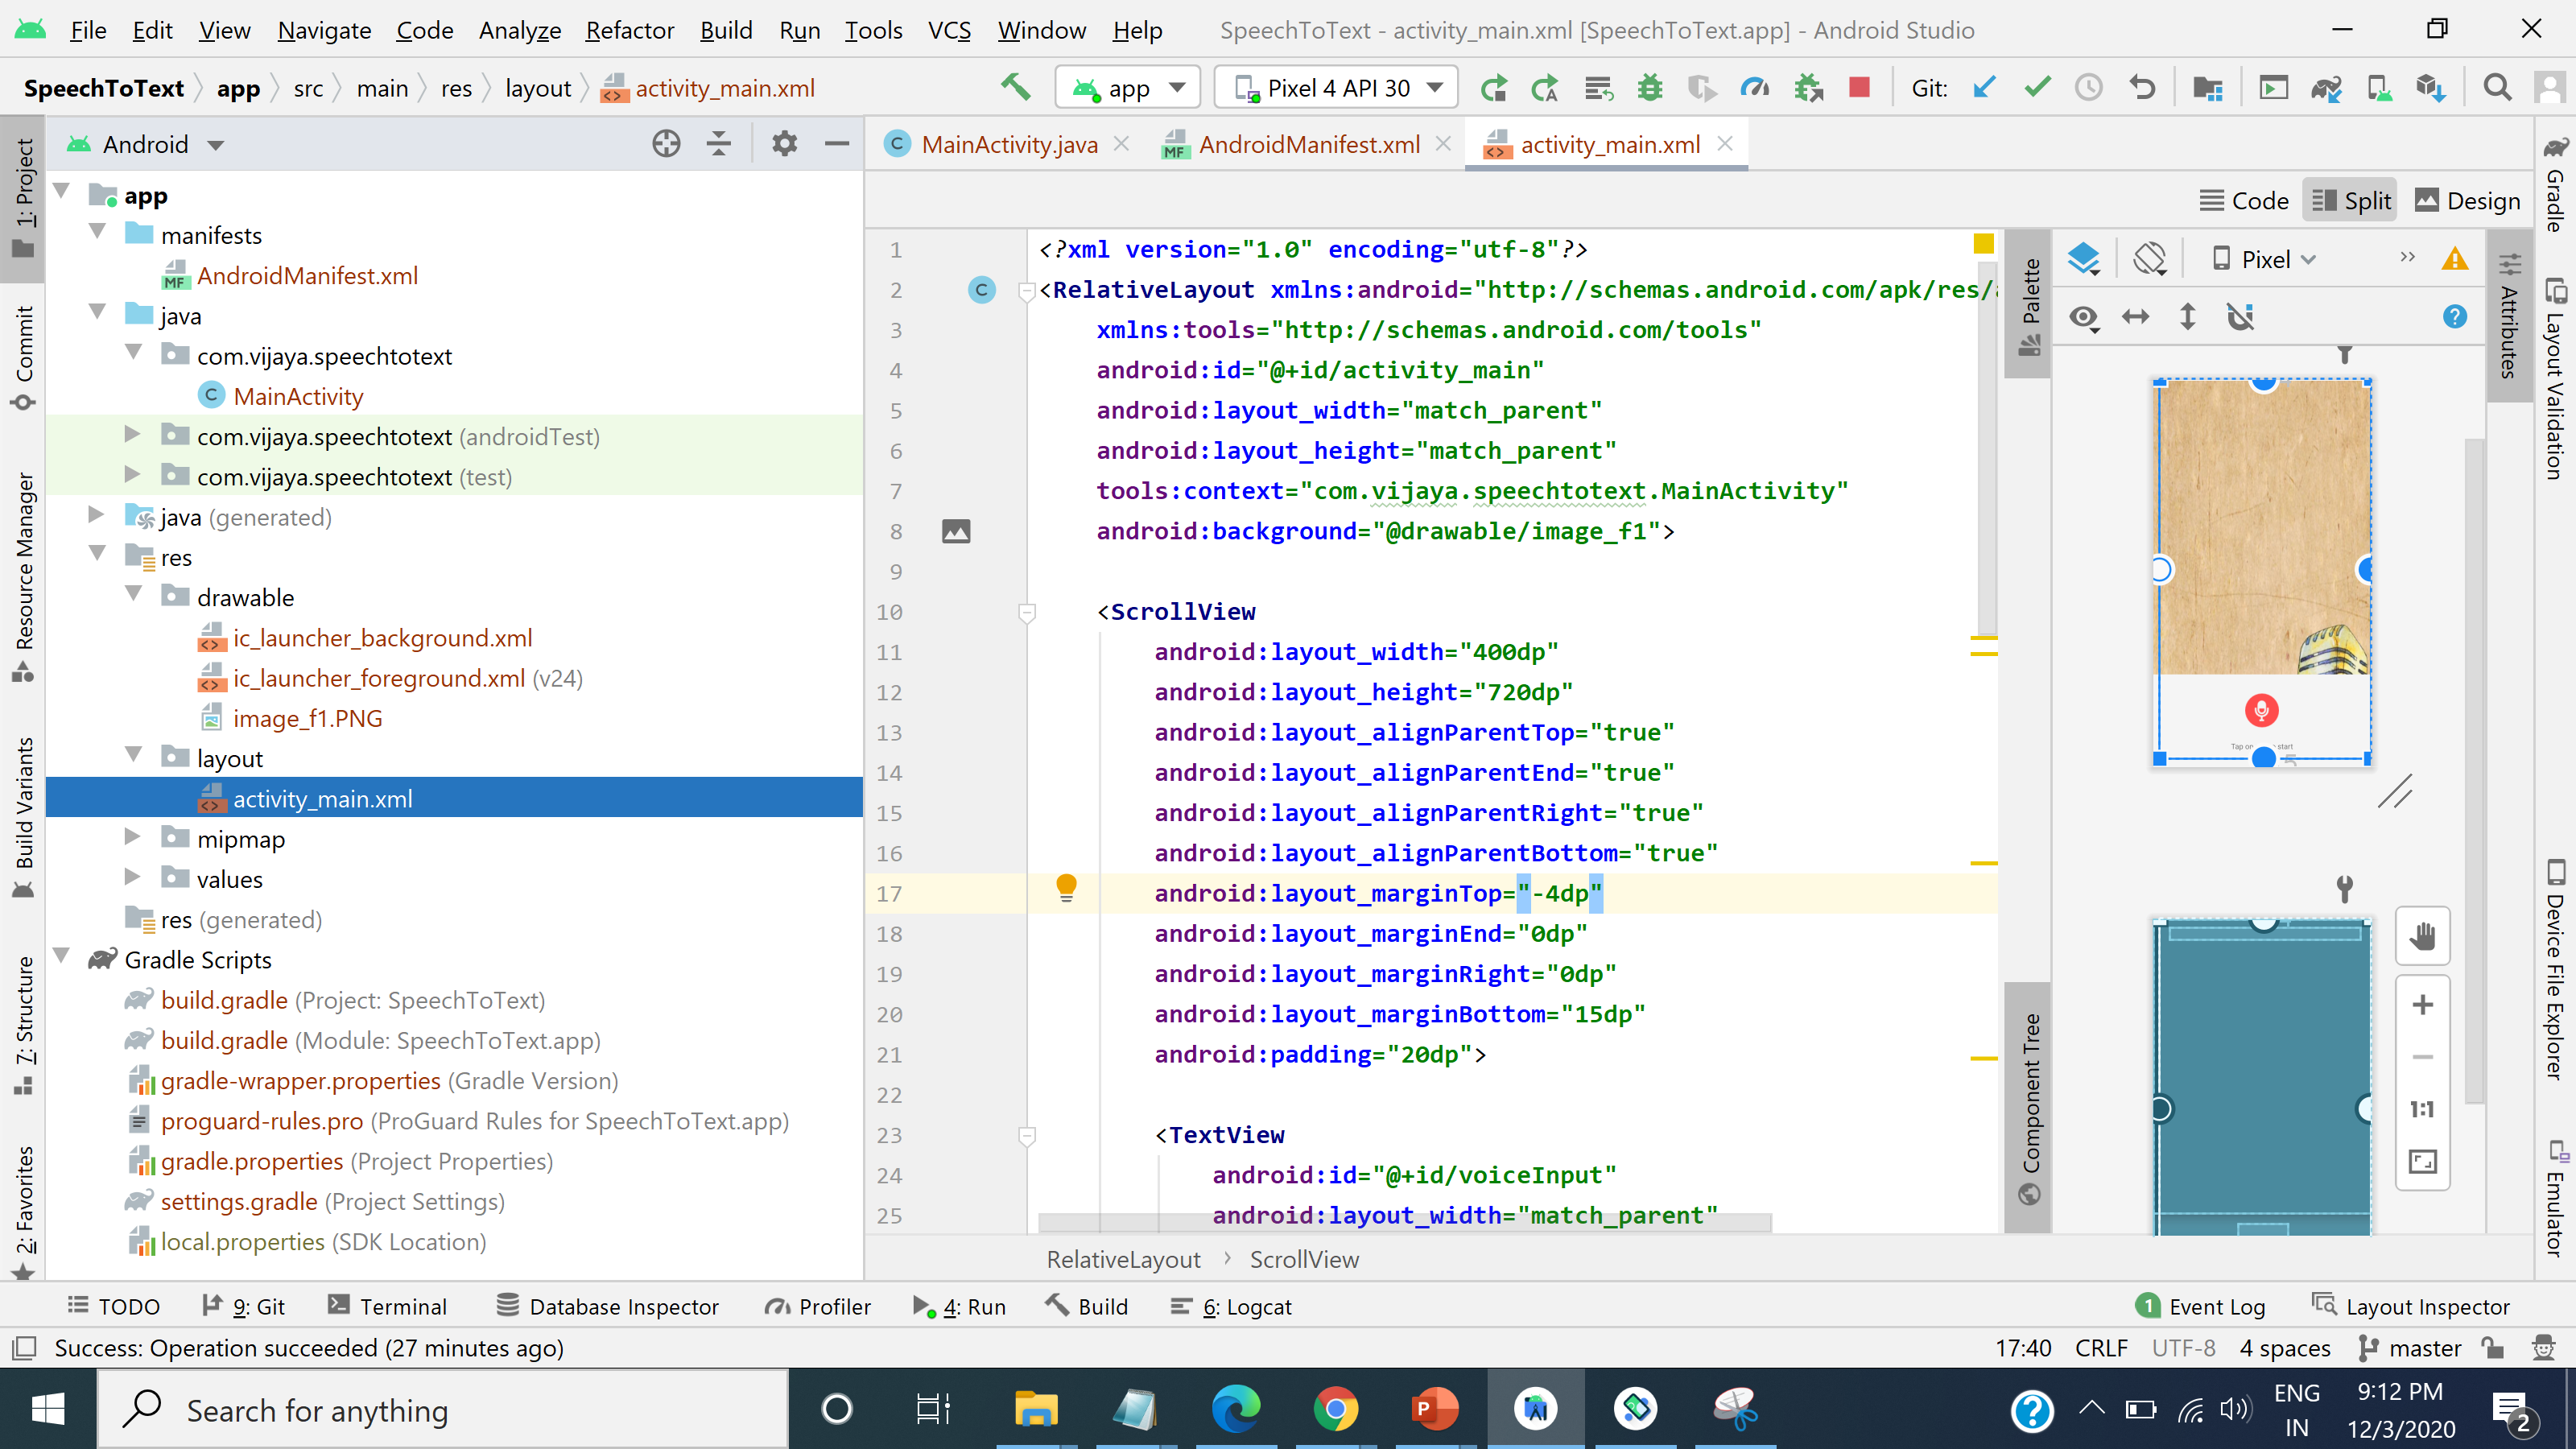 File Edit View Navigate Code Analyze Refactor Build Run Tools VCS Window Help SpeechToText - activity_main.xml [SpeechToText.app] - Android Studio
SpeechToText app src main res layout activity_main.xml app Pixel 4 API 30 Git:
Android
MainActivity.java AndroidManifest.xml activity_main.xml
Code Split Design
1: Project
Commit
Resource Manager
Build Variants
7: Structure
2: Favorites
app
manifests
AndroidManifest.xml
java
com.vijaya.speechtotext
MainActivity
com.vijaya.speechtotext (androidTest)
com.vijaya.speechtotext (test)
java (generated)
res
drawable
ic_launcher_background.xml
ic_launcher_foreground.xml (v24)
image_f1.PNG
layout
activity_main.xml
mipmap
values
res (generated)
Gradle Scripts
build.gradle (Project: SpeechToText)
build.gradle (Module: SpeechToText.app)
gradle-wrapper.properties (Gradle Version)
proguard-rules.pro (ProGuard Rules for SpeechToText.app)
gradle.properties (Project Properties)
settings.gradle (Project Settings)
local.properties (SDK Location)
1 <?xml version="1.0" encoding="utf-8"?>
2 <RelativeLayout xmlns:android="http://schemas.android.com/apk/res/
3 xmlns:tools="http://schemas.android.com/tools"
4 android:id="@+id/activity_main"
5 android:layout_width="match_parent"
6 android:layout_height="match_parent"
7 tools:context="com.vijaya.speechtotext.MainActivity"
8 android:background="@drawable/image_f1">
9
10 <ScrollView
11 android:layout_width="400dp"
12 android:layout_height="720dp"
13 android:layout_alignParentTop="true"
14 android:layout_alignParentEnd="true"
15 android:layout_alignParentRight="true"
16 android:layout_alignParentBottom="true"
17 android:layout_marginTop="-4dp"
18 android:layout_marginEnd="0dp"
19 android:layout_marginRight="0dp"
20 android:layout_marginBottom="15dp"
21 android:padding="20dp">
22
23 <TextView
24 android:id="@+id/voiceInput"
25 android:layout_width="match_parent"
RelativeLayout ScrollView
Palette
Component Tree
Pixel
Tap on start
1:1
Attributes
Gradle
Layout Validation
Device File Explorer
Emulator
TODO 9: Git Terminal Database Inspector Profiler 4: Run Build 6: Logcat 1 Event Log Layout Inspector
Success: Operation succeeded (27 minutes ago) 17:40 CRLF UTF-8 4 spaces master
Search for anything
ENG
IN
9:12 PM
12/3/2020
2